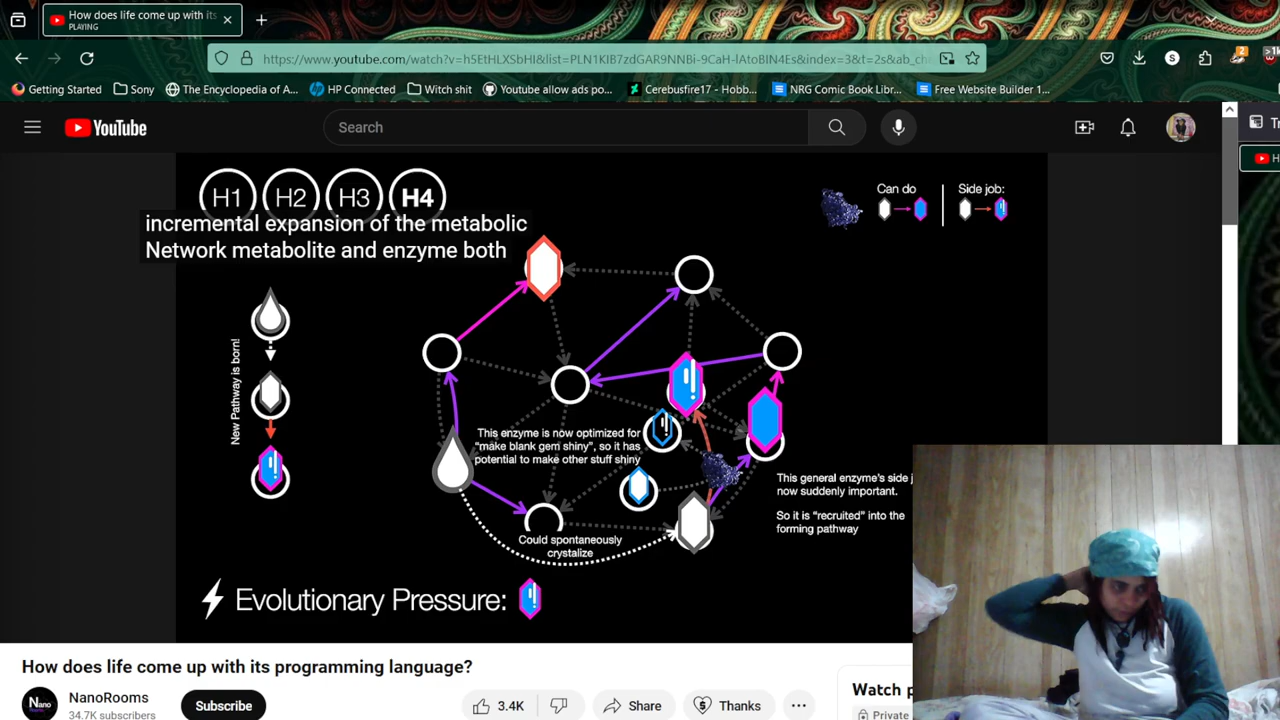 How does life come up with its
PLAYING
https://www.youtube.com/watch?v=h5EtHLXSbHI&list=PLN1KIB7zdGAR9NNBi-9CaH-lAtoBIN4Es&index=3&t=2s&ab_ch
S
2
>1k
Getting Started
Sony
The Encyclopedia of A...
HP Connected
Witch shit
Youtube allow ads po...
Cerebusfire17 - Hobb...
NRG Comic Book Libr...
Free Website Builder 1...
YouTube
Search
Tr
H
H1 H2 H3 H4
Can do
Side job:
incremental expansion of the metabolic
Network metabolite and enzyme both
New Pathway is born!
This enzyme is now optimized for
“make blank gem shiny”, so it has
potential to make other stuff shiny
This general enzyme's side j
now suddenly important.
So it is “recruited” into the
forming pathway
Could spontaneously
crystalize
Evolutionary Pressure:
How does life come up with its programming language?
Nano
NanoRooms
34.7K subscribers
Subscribe
3.4K
Share
Thanks
Watch p
Private